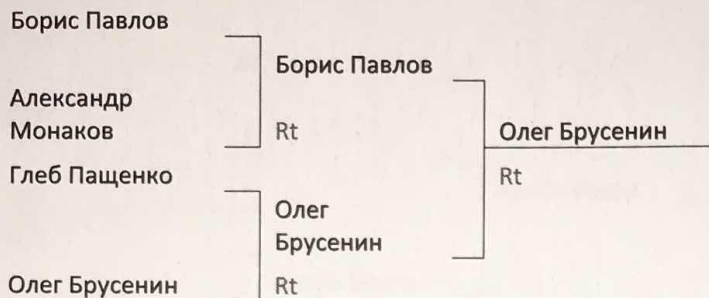 Борис Павлов
Борис Павлов
Александр
Монаков
Rt
Олег Брусенин
Глеб Пащенко
Rt
Олег
Брусенин
Олег Брусенин
Rt